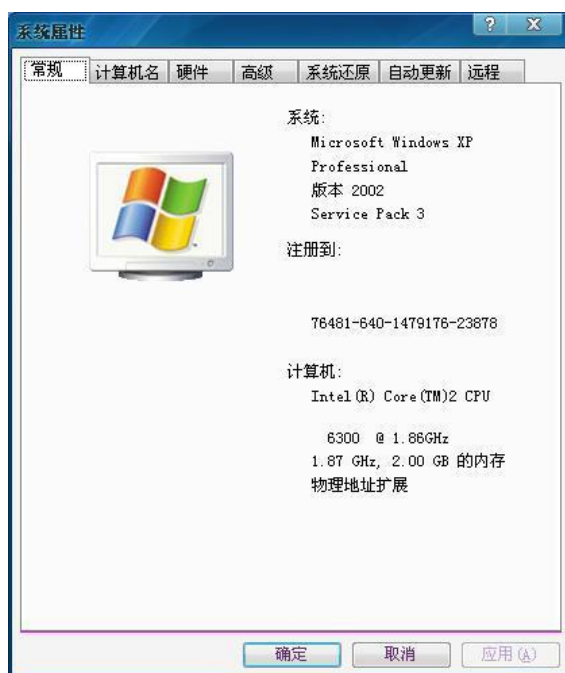 系统属性
?
X
常规 计算机名 硬件 高级 系统还原 自动更新 远程
系统:
Microsoft Windows XP
Professional
版本 2002
Service Pack 3
注册到:
76481-640-1479176-23878
计算机:
Intel(R) Core(TM)2 CPU
6300 @ 1.86GHz
1.87 GHz, 2.00 GB 的内存
物理地址扩展
确定 取消 应用(A)